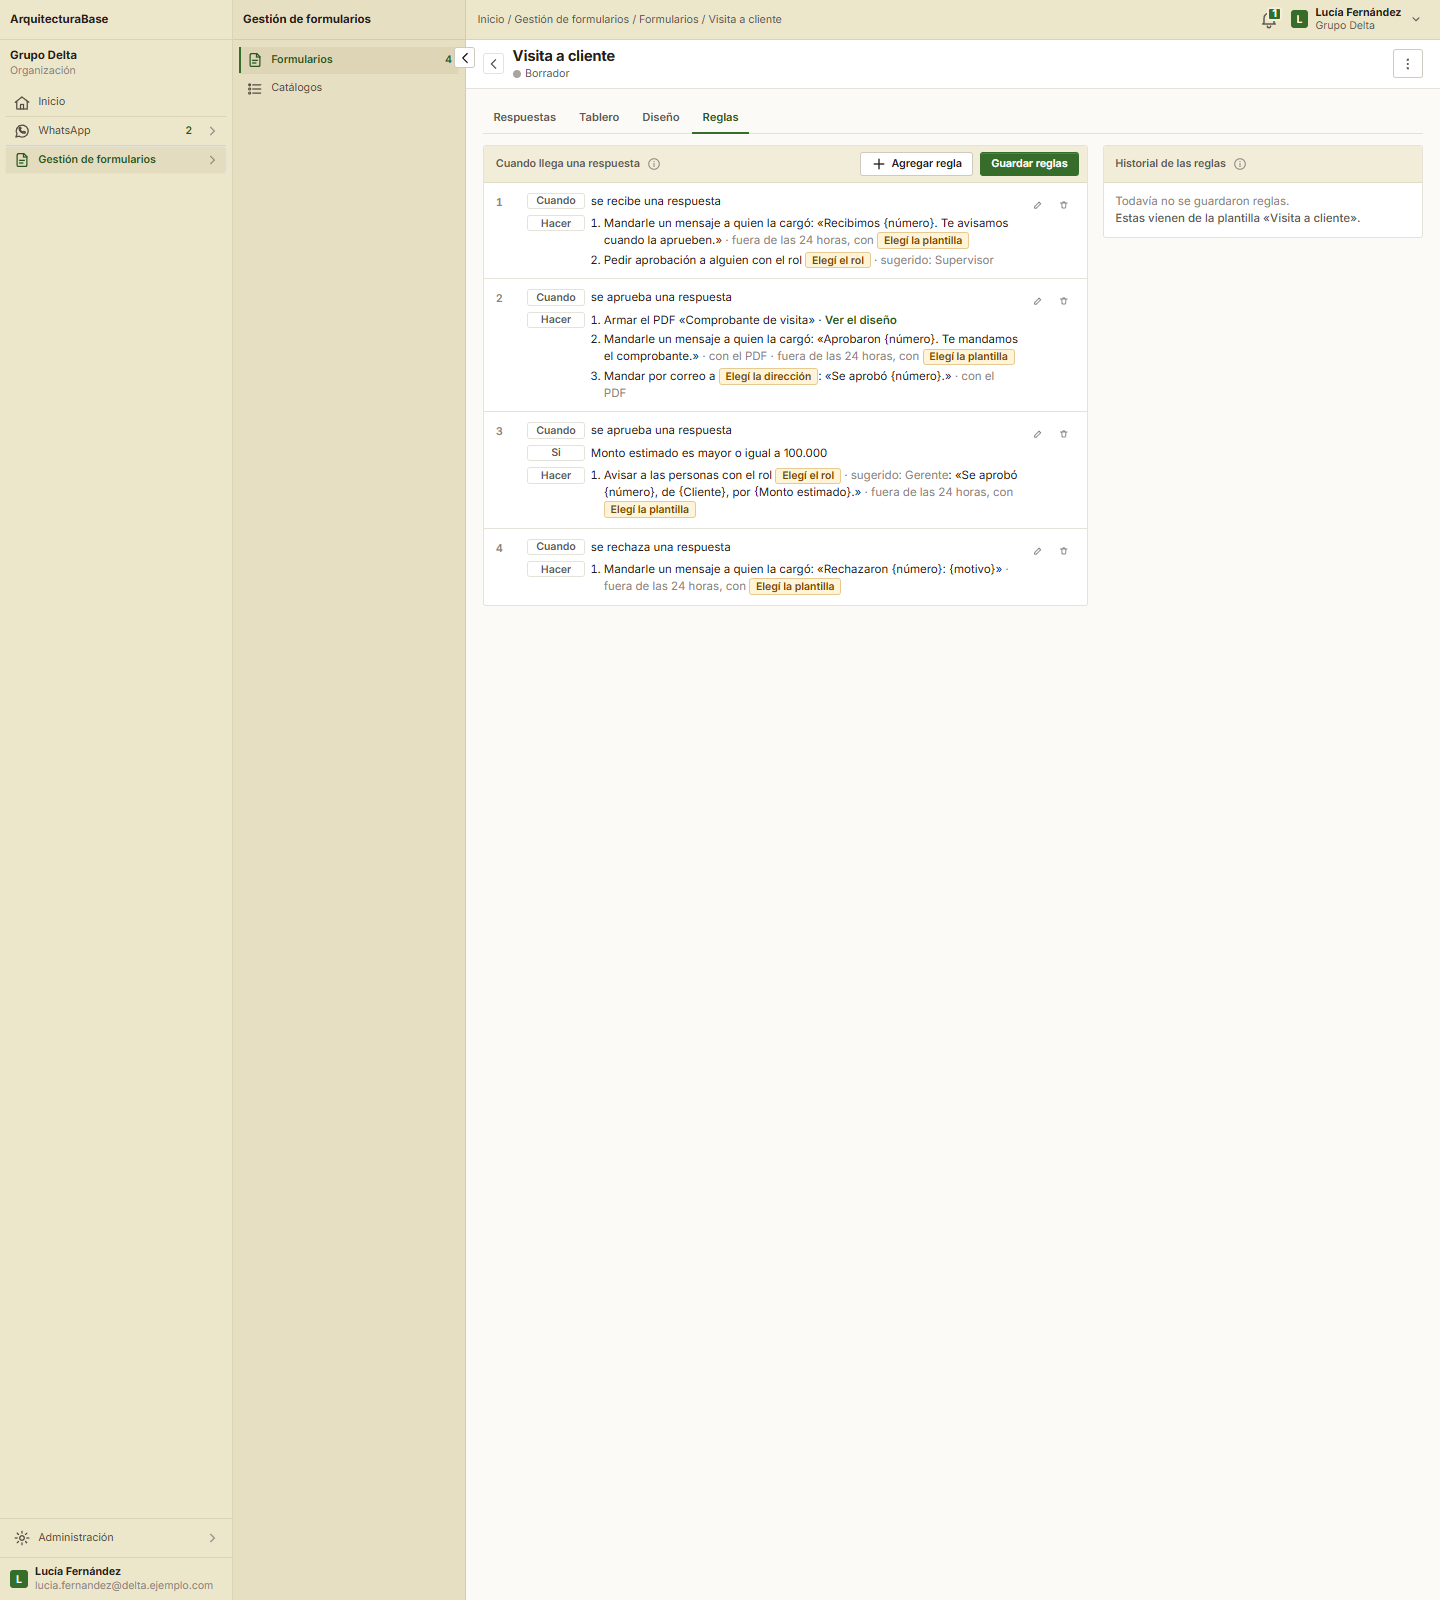 ArquitecturaBase
Grupo Delta
Organización
Inicio
WhatsApp 2
Gestión de formularios
Administración
L Lucía Fernández
lucia.fernandez@delta.ejemplo.com
Gestión de formularios
Formularios 4
Catálogos
Inicio / Gestión de formularios / Formularios / Visita a cliente
1
L Lucía Fernández
Grupo Delta
Visita a cliente
Borrador
Respuestas Tablero Diseño Reglas
Cuando llega una respuesta Agregar regla Guardar reglas
1 Cuando se recibe una respuesta
Hacer 1. Mandarle un mensaje a quien la cargó: «Recibimos {número}. Te avisamos
cuando la aprueben.» · fuera de las 24 horas, con Elegí la plantilla
2. Pedir aprobación a alguien con el rol Elegí el rol · sugerido: Supervisor
2 Cuando se aprueba una respuesta
Hacer 1. Armar el PDF «Comprobante de visita» · Ver el diseño
2. Mandarle un mensaje a quien la cargó: «Aprobaron {número}. Te mandamos
el comprobante.» · con el PDF · fuera de las 24 horas, con Elegí la plantilla
3. Mandar por correo a Elegí la dirección : «Se aprobó {número}.» · con el
PDF
3 Cuando se aprueba una respuesta
Si Monto estimado es mayor o igual a 100.000
Hacer 1. Avisar a las personas con el rol Elegí el rol · sugerido: Gerente: «Se aprobó
{número}, de {Cliente}, por {Monto estimado}.» · fuera de las 24 horas, con
Elegí la plantilla
4 Cuando se rechaza una respuesta
Hacer 1. Mandarle un mensaje a quien la cargó: «Rechazaron {número}: {motivo}» ·
fuera de las 24 horas, con Elegí la plantilla
Historial de las reglas
Todavía no se guardaron reglas.
Estas vienen de la plantilla «Visita a cliente».